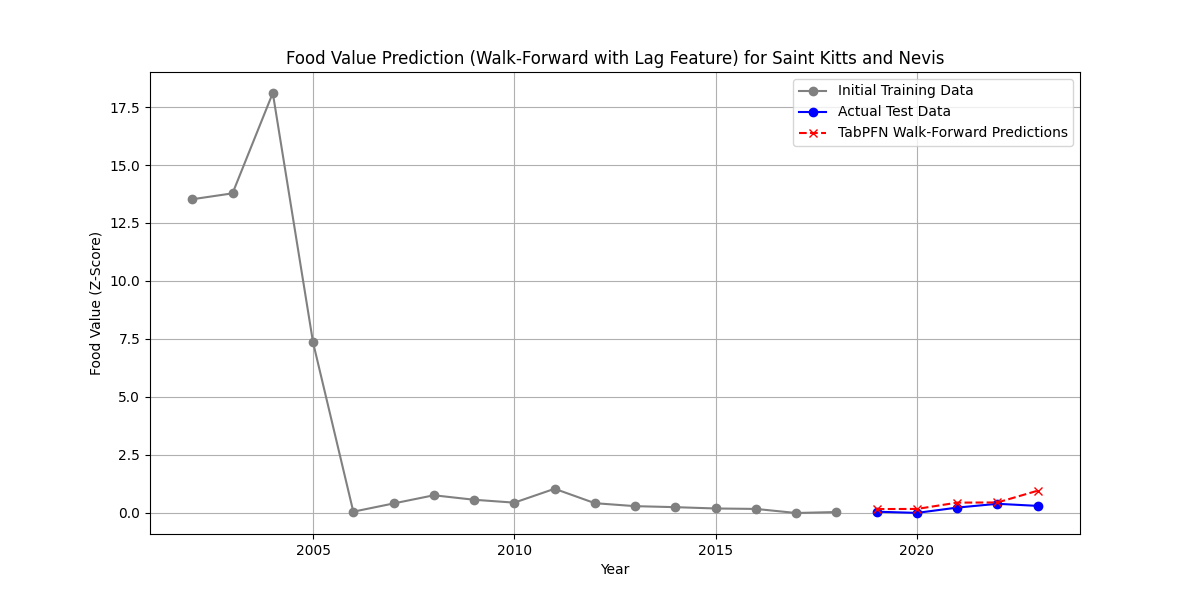 Food Value Prediction (Walk-Forward with Lag Feature) for Saint Kitts and Nevis
Initial Training Data
Actual Test Data
TabPFN Walk-Forward Predictions
Food Value (Z-Score)
17.5
15.0
12.5
10.0
7.5
5.0
2.5
0.0
2005
2010
2015
2020
Year